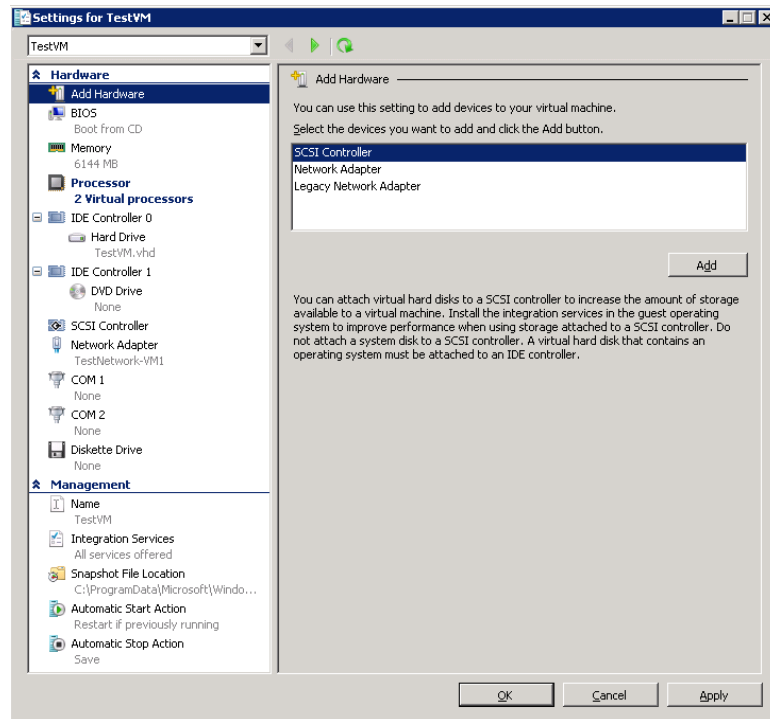 Settings for TestVM
TestVM
Hardware
Add Hardware
BIOS
Boot from CD
Memory
6144 MB
Processor
2 Virtual processors
IDE Controller 0
Hard Drive
TestVM.vhd
IDE Controller 1
DVD Drive
None
SCSI Controller
Network Adapter
TestNetwork-VM1
COM 1
None
COM 2
None
Diskette Drive
None
Management
Name
TestVM
Integration Services
All services offered
Snapshot File Location
C:\ProgramData\Microsoft\Windo...
Automatic Start Action
Restart if previously running
Automatic Stop Action
Save
Add Hardware
You can use this setting to add devices to your virtual machine.
Select the devices you want to add and click the Add button.
SCSI Controller
Network Adapter
Legacy Network Adapter
Add
You can attach virtual hard disks to a SCSI controller to increase the amount of storage
available to a virtual machine. Install the integration services in the guest operating
system to improve performance when using storage attached to a SCSI controller. Do
not attach a system disk to a SCSI controller. A virtual hard disk that contains an
operating system must be attached to an IDE controller.
OK
Cancel
Apply